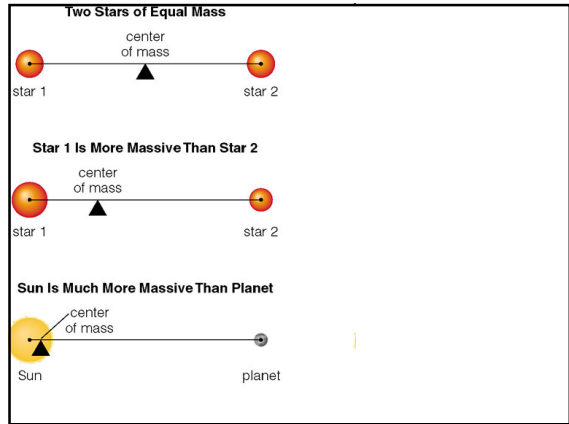 Two Stars of Equal Mass
center
of mass
star 1
star 2
Star 1 Is More Massive Than Star 2
center
of mass
star 1
star 2
Sun Is Much More Massive Than Planet
center
of mass
Sun
planet